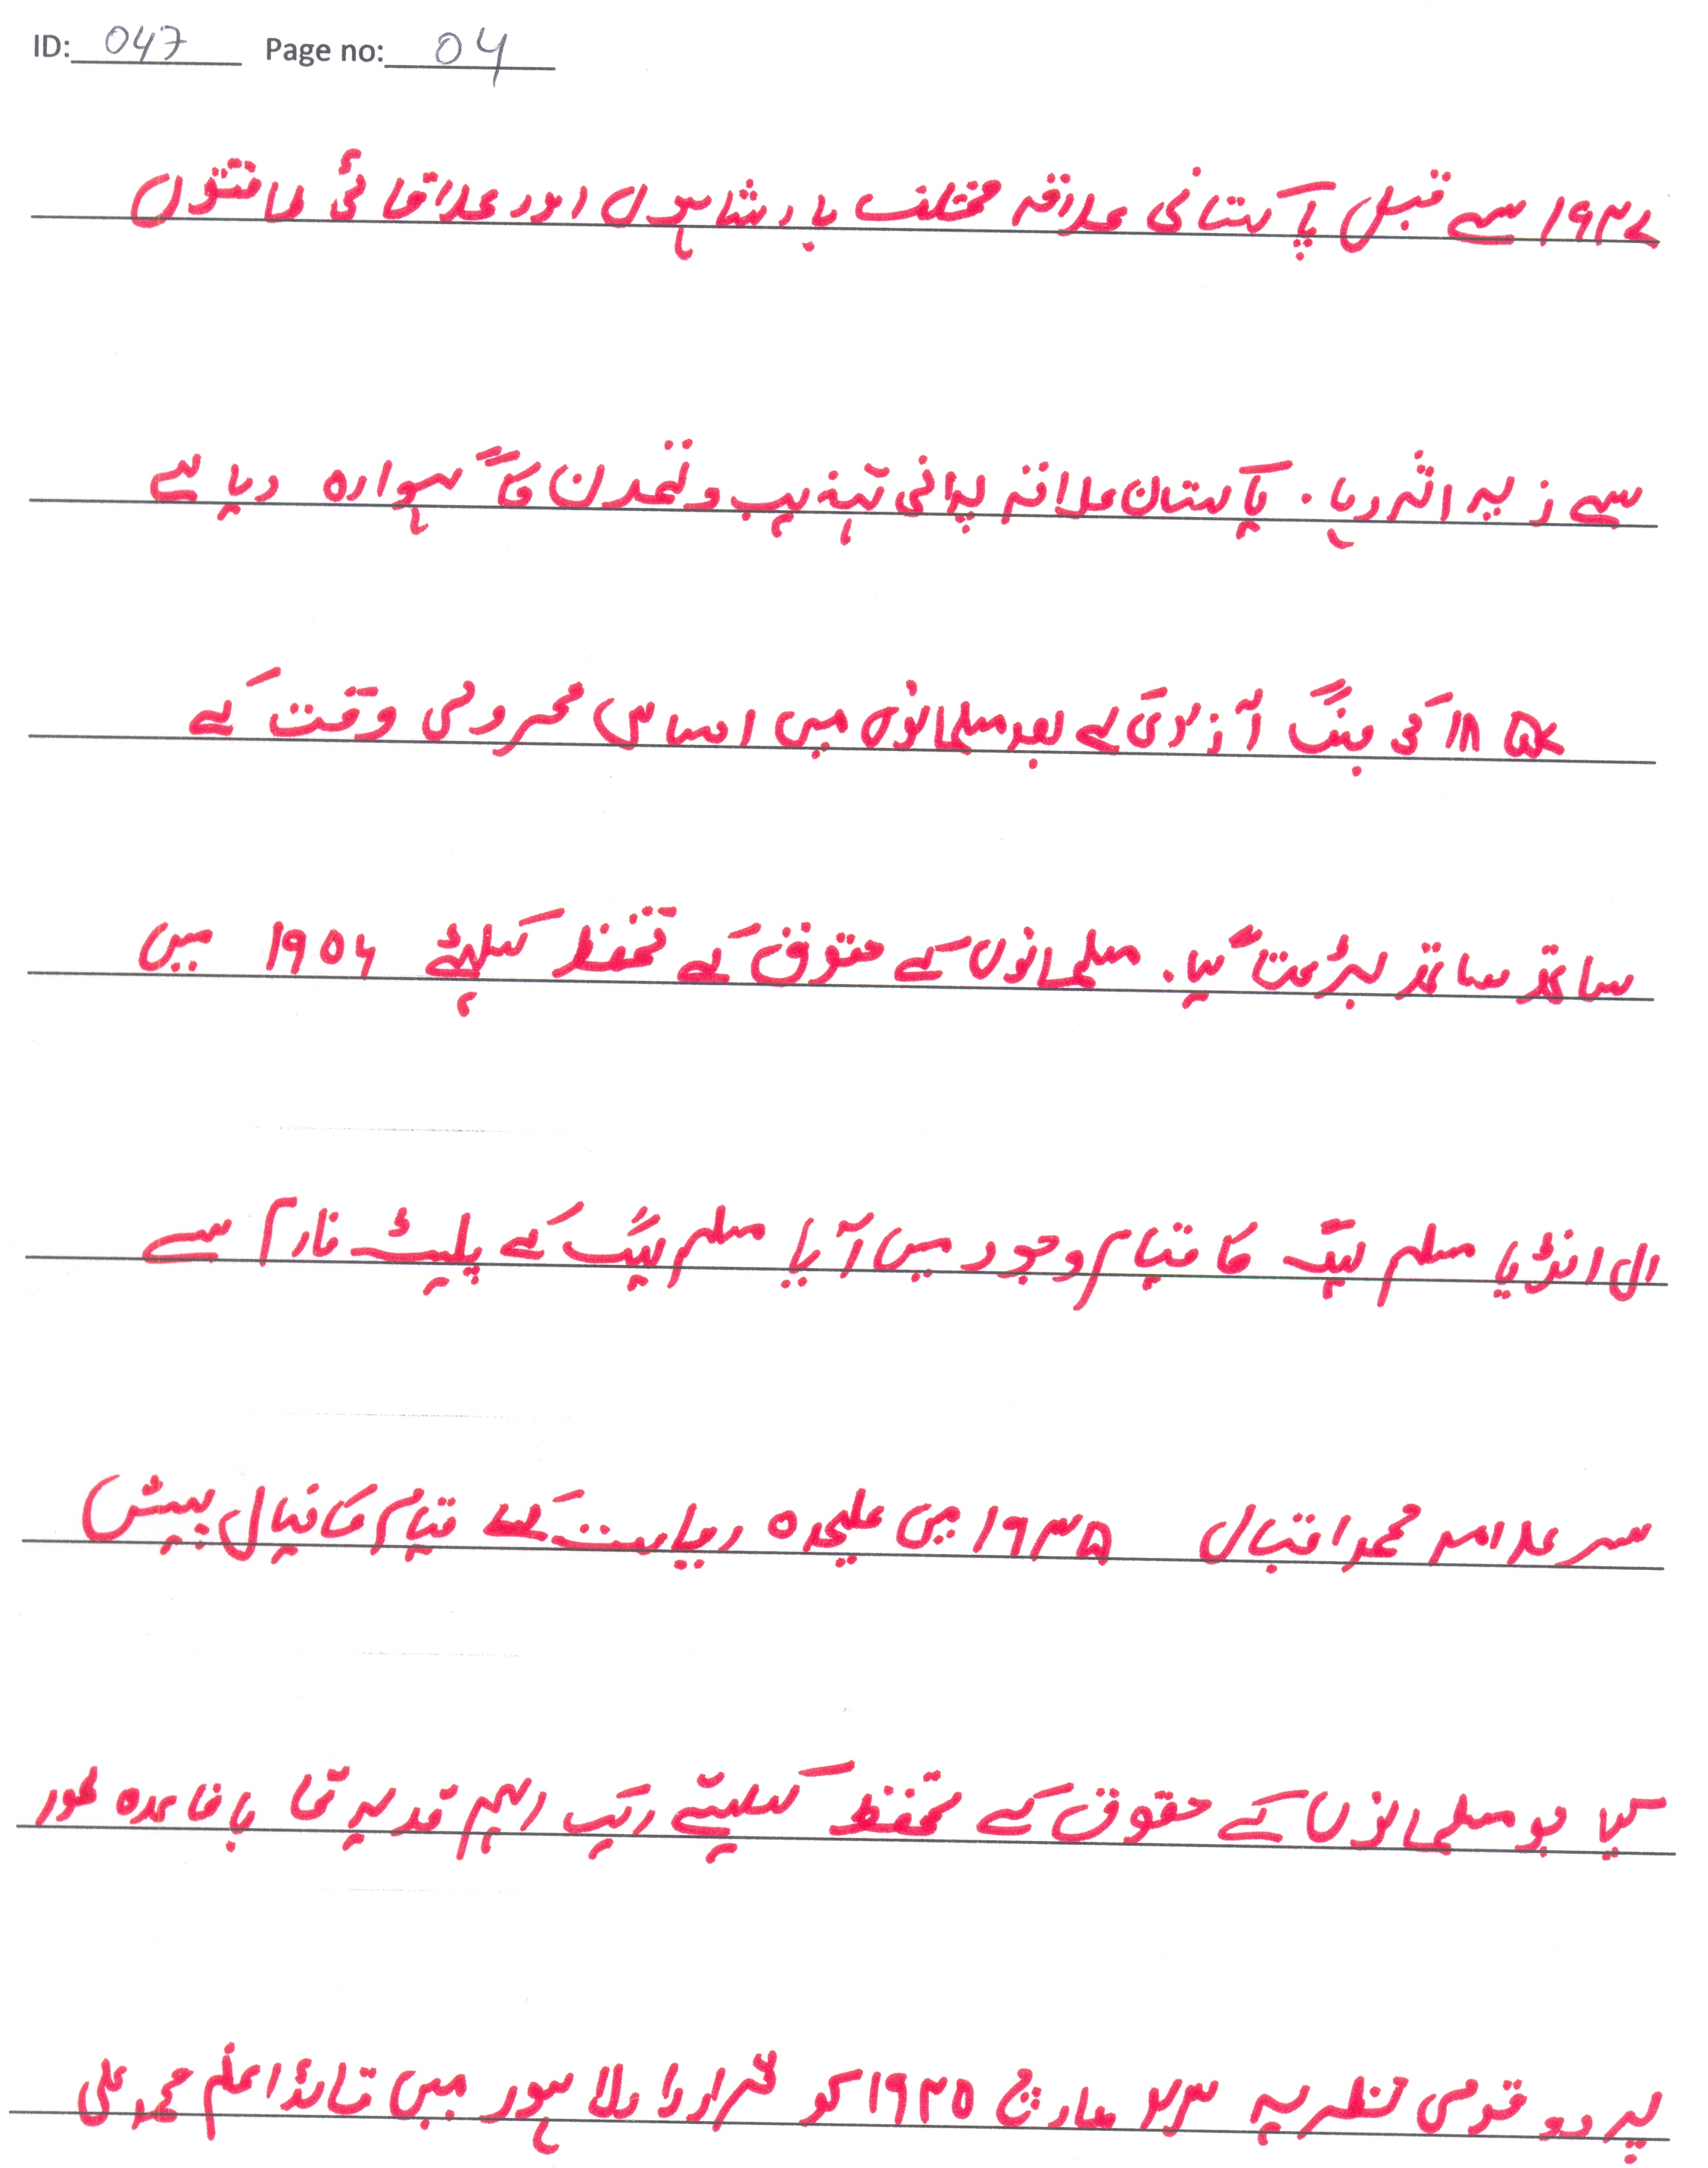 ID: 047 Page no: 04
۱۹۴۷ سے قبل پاکستانی علاقہ مختلف بادشاہوں اور علاقائی طاقتوں
سے زیر اثر رہا۔ پاکستان علاقہ پرانی تہذیب و تمدن کا گہوارہ رہا ہے
۱۸۵۷ کی جنگ آزادی کے بعد مسلمانوں میں احساس محرومی وقت کے
ساتھ ساتھ بڑھتا گیا۔ مسلمانوں کے حقوق کے تحفظ کیلئے ۱۹۰۶ میں
ال انڈیا مسلم لیگ کا قیام وجود میں آیا مسلم لیگ کے پلیٹ فارم سے
سر علامہ محمد اقبال ۱۹۳۵ میں علیحدہ ریاست کے قیام کا خیال پیش
کیا جو مسلمانوں کے حقوق کے تحفظ کیلئے ایک اہم قدم تھا باقاعدہ طور
پر دو قومی نظریہ ۲۳ مارچ ۱۹۴۰ کو قرارداد لاہور میں قائداعظم محمد علی